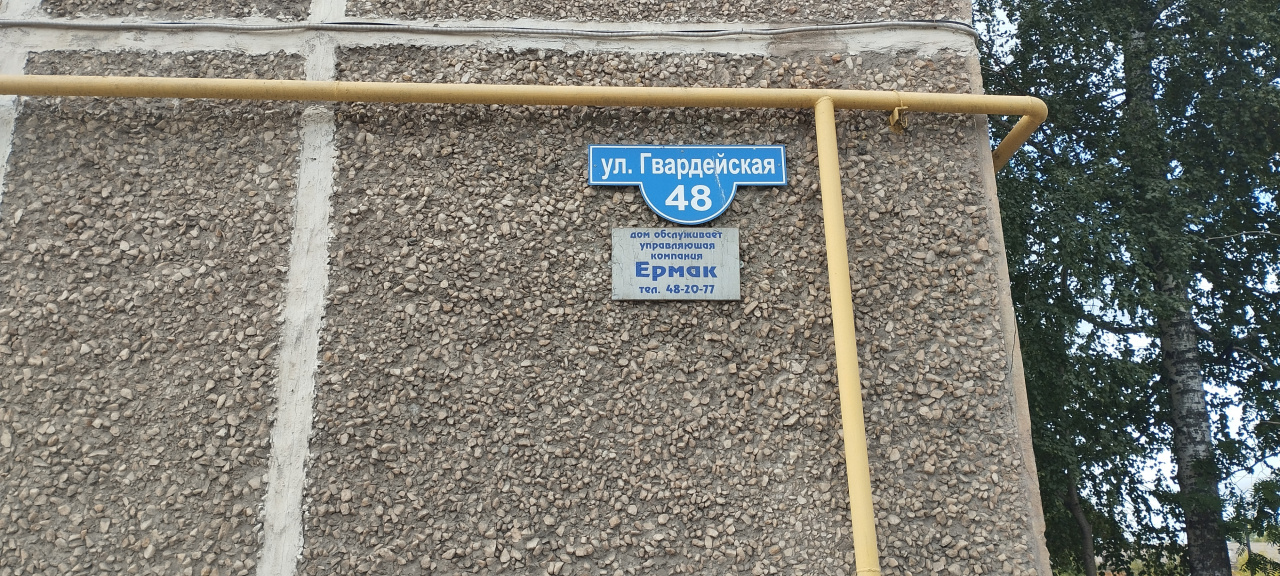 ул. Гвардейская
48
дом обслуживает
управляющая
компания
Ермак
тел. 48-20-77